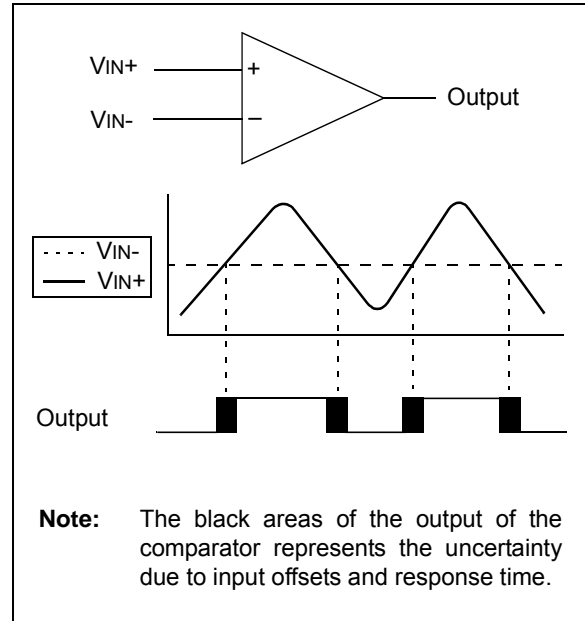 VIN+
+
Output
VIN-
–
VIN-
VIN+
Output
Note: The black areas of the output of the
comparator represents the uncertainty
due to input offsets and response time.